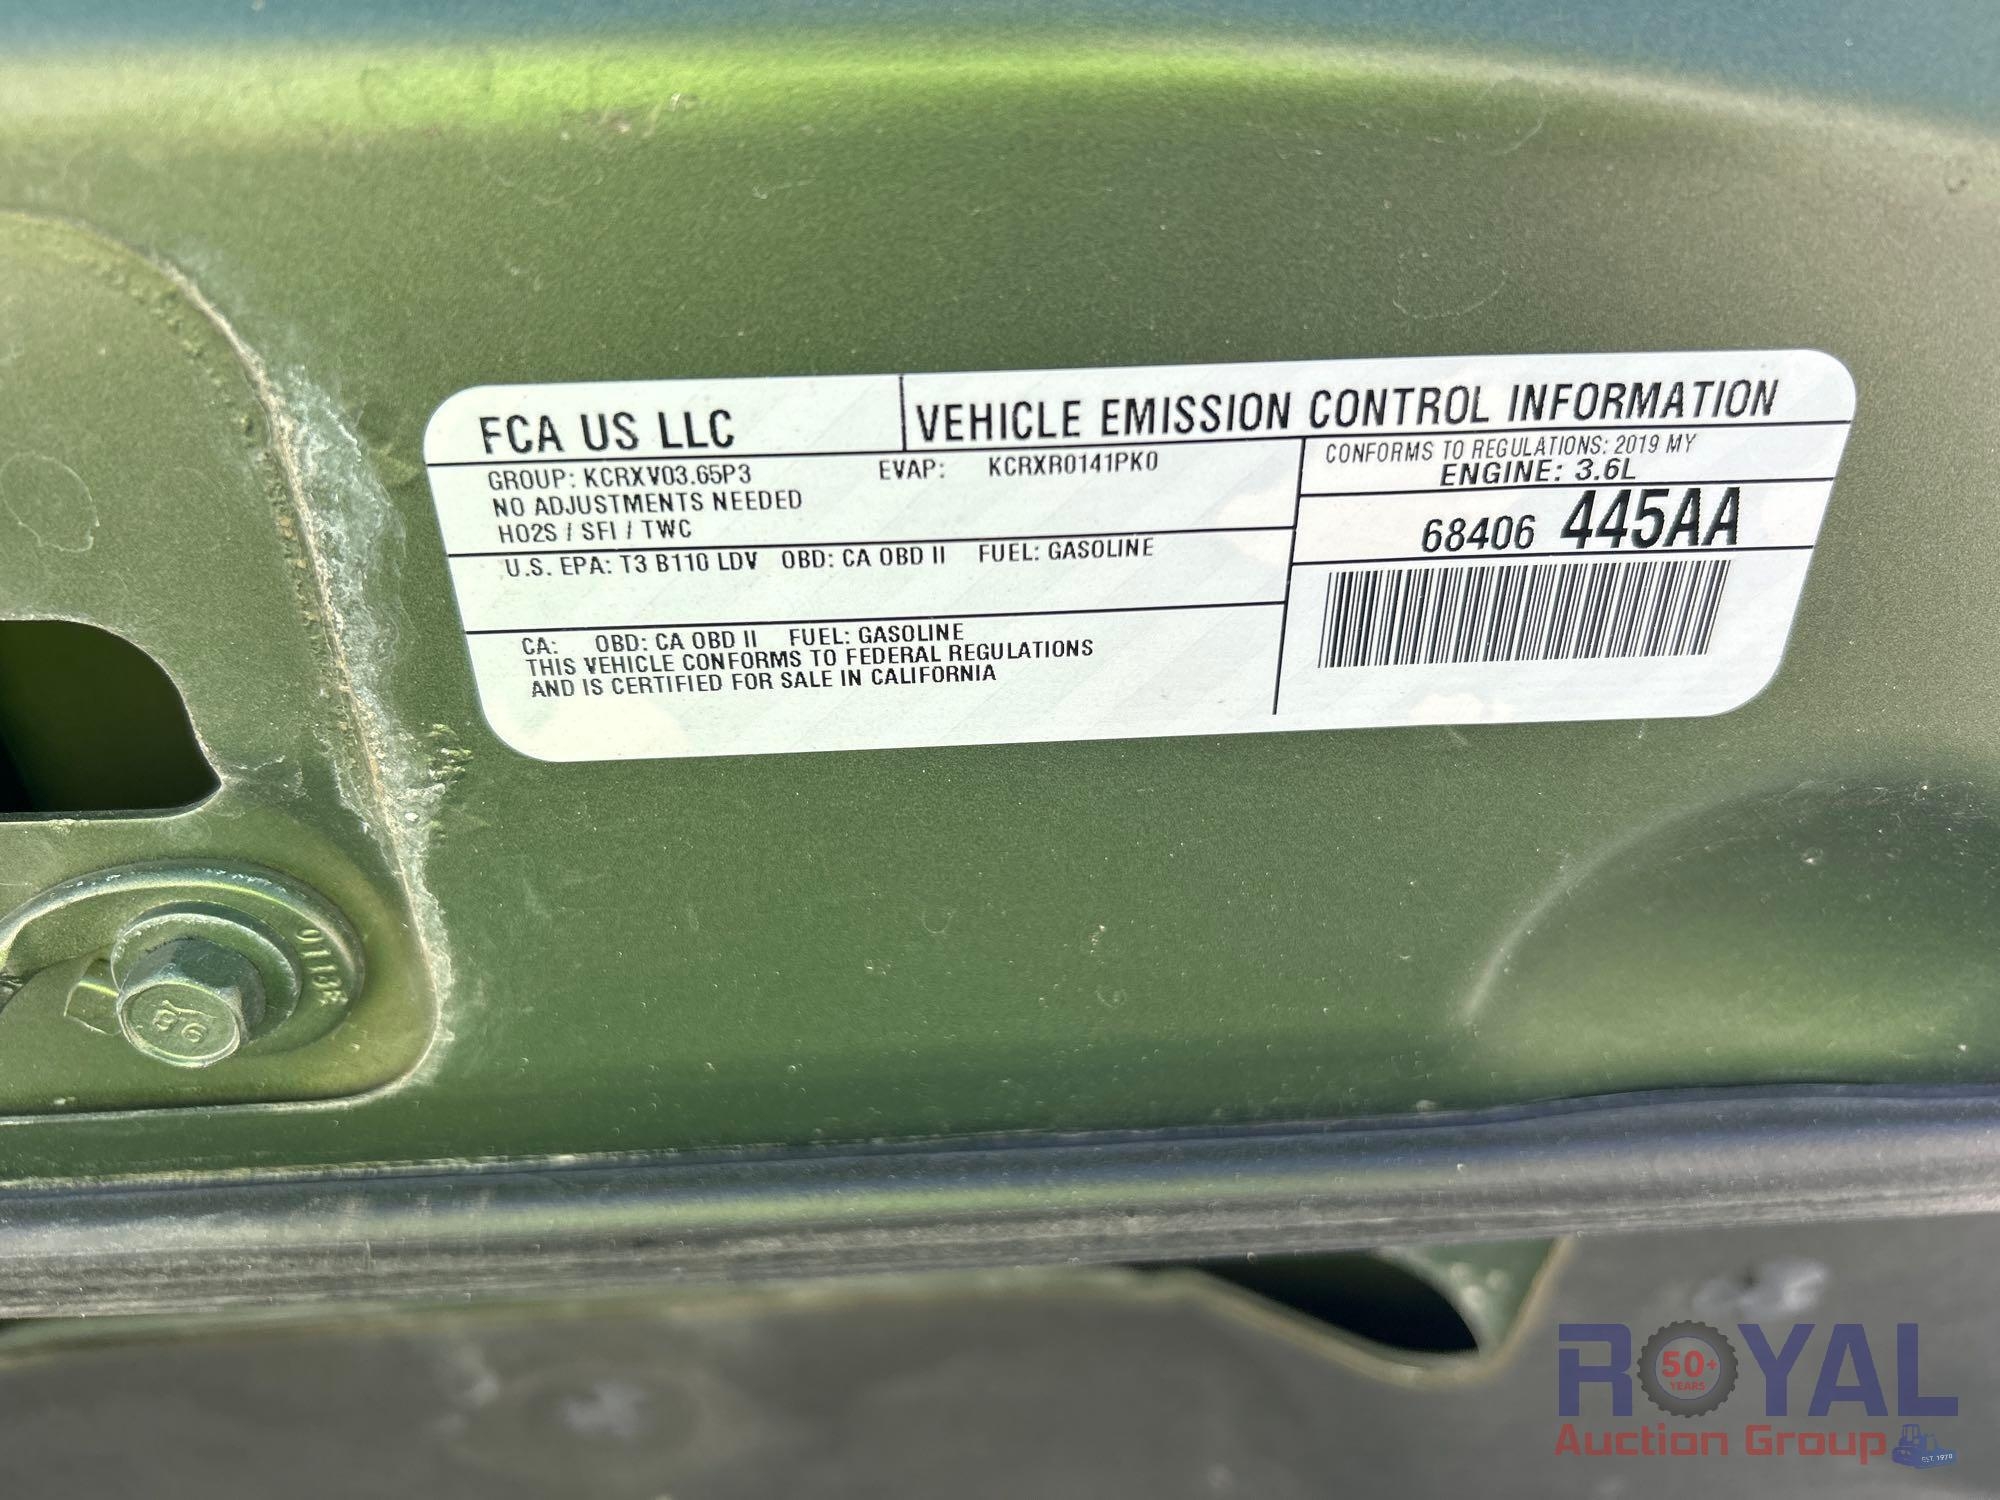 FCA US LLC
VEHICLE EMISSION CONTROL INFORMATION
GROUP: KCRXV03.65P3 EVAP: KCRXR0141PK0
NO ADJUSTMENTS NEEDED
HO2S / SFI / TWC
U.S. EPA: T3 B110 LDV OBD: CA OBD II FUEL: GASOLINE
CA: OBD: CA OBD II FUEL: GASOLINE
THIS VEHICLE CONFORMS TO FEDERAL REGULATIONS
AND IS CERTIFIED FOR SALE IN CALIFORNIA
CONFORMS TO REGULATIONS: 2019 MY
ENGINE: 3.6L
68406 445AA
ROYAL
50+
YEARS
Auction Group
EST. 1970